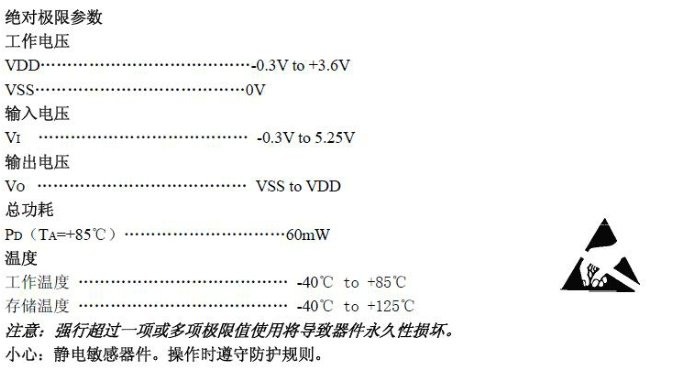 绝对极限参数
工作电压
VDD………………………………….-0.3V to +3.6V
VSS…………………………………0V
输入电压
VI ………………………………… -0.3V to 5.25V
输出电压
VO ………………………………… VSS to VDD
总功耗
PD（TA=+85℃）…………………………60mW
温度
工作温度 ………………………………… -40℃ to +85℃
存储温度 ………………………………… -40℃ to +125℃
注意：强行超过一项或多项极限值使用将导致器件永久性损坏。
小心：静电敏感器件。操作时遵守防护规则。